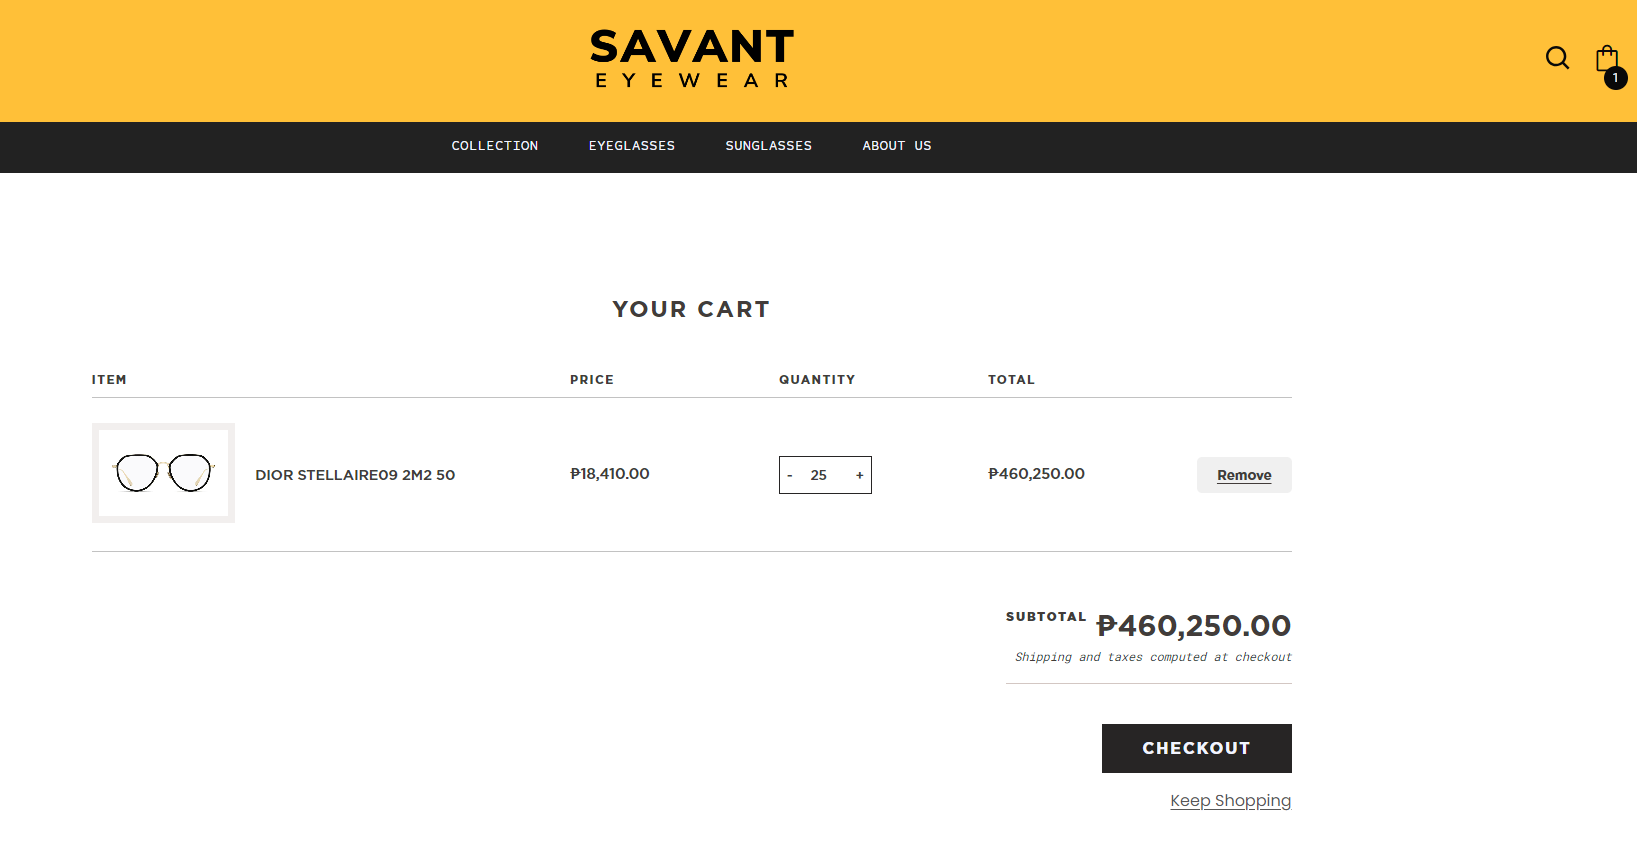 SAVANT
EYEWEAR
1
COLLECTION EYEGLASSES SUNGLASSES ABOUT US
YOUR CART
ITEM PRICE QUANTITY TOTAL
DIOR STELLAIRE09 2M2 50 ₱18,410.00 - 25 + ₱460,250.00 Remove
SUBTOTAL ₱460,250.00
Shipping and taxes computed at checkout
CHECKOUT
Keep Shopping